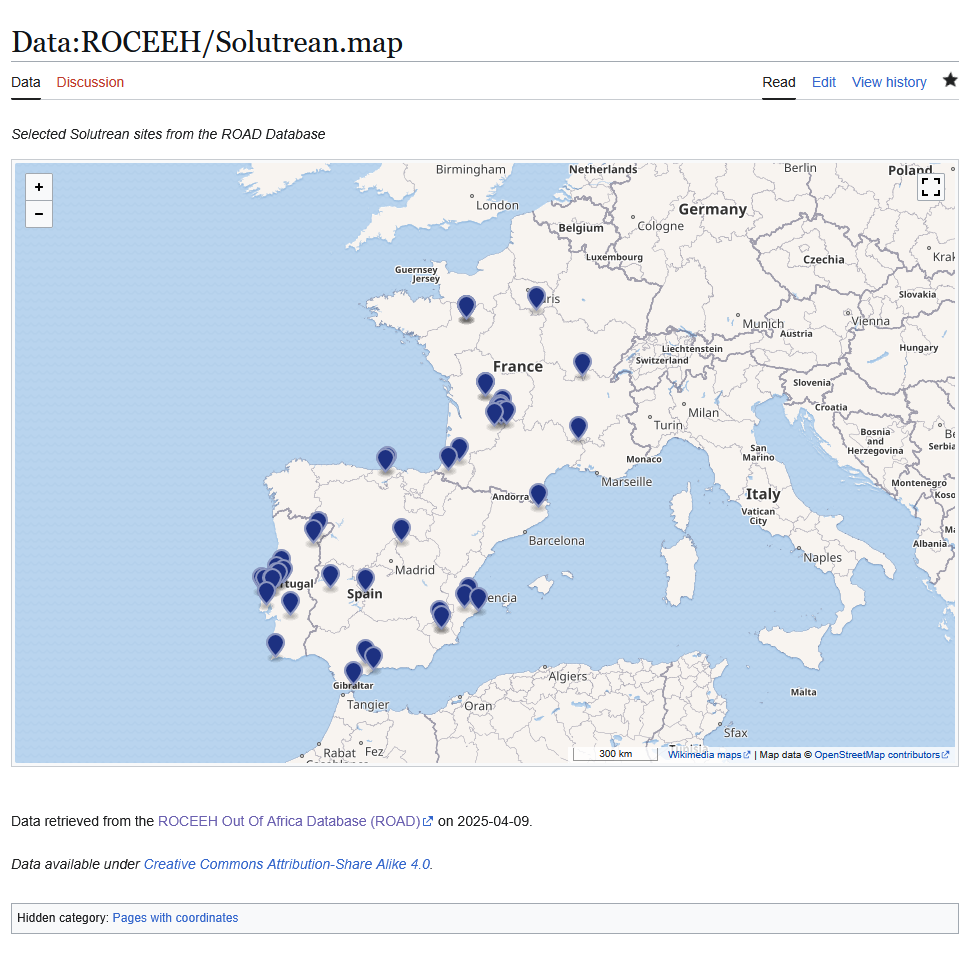 Data:ROCEEH/Solutrean.map
Data Discussion Read Edit View history
Selected Solutrean sites from the ROAD Database
+
−
Birmingham
Netherlands
Berlin
Poland
London
Germany
Belgium
Cologne
Luxembourg
Czechia
Guernsey
Jersey
Slovakia
Munich
Vienna
Austria
France
Liechtenstein
Switzerland
Hungary
Slovenia
Milan
Croatia
Turin
Bosnia
and
Herzegovina
San
Marino
Serbia
Monaco
Marseille
Montenegro
Andorra
Italy
Vatican
City
Barcelona
Albania
Naples
Madrid
Spain
Gibraltar
Algiers
Tangier
Oran
Malta
Sfax
Rabat
Fez
300 km
Wikimedia maps | Map data © OpenStreetMap contributors
Data retrieved from the ROCEEH Out Of Africa Database (ROAD) on 2025-04-09.
Data available under Creative Commons Attribution-Share Alike 4.0.
Hidden category: Pages with coordinates